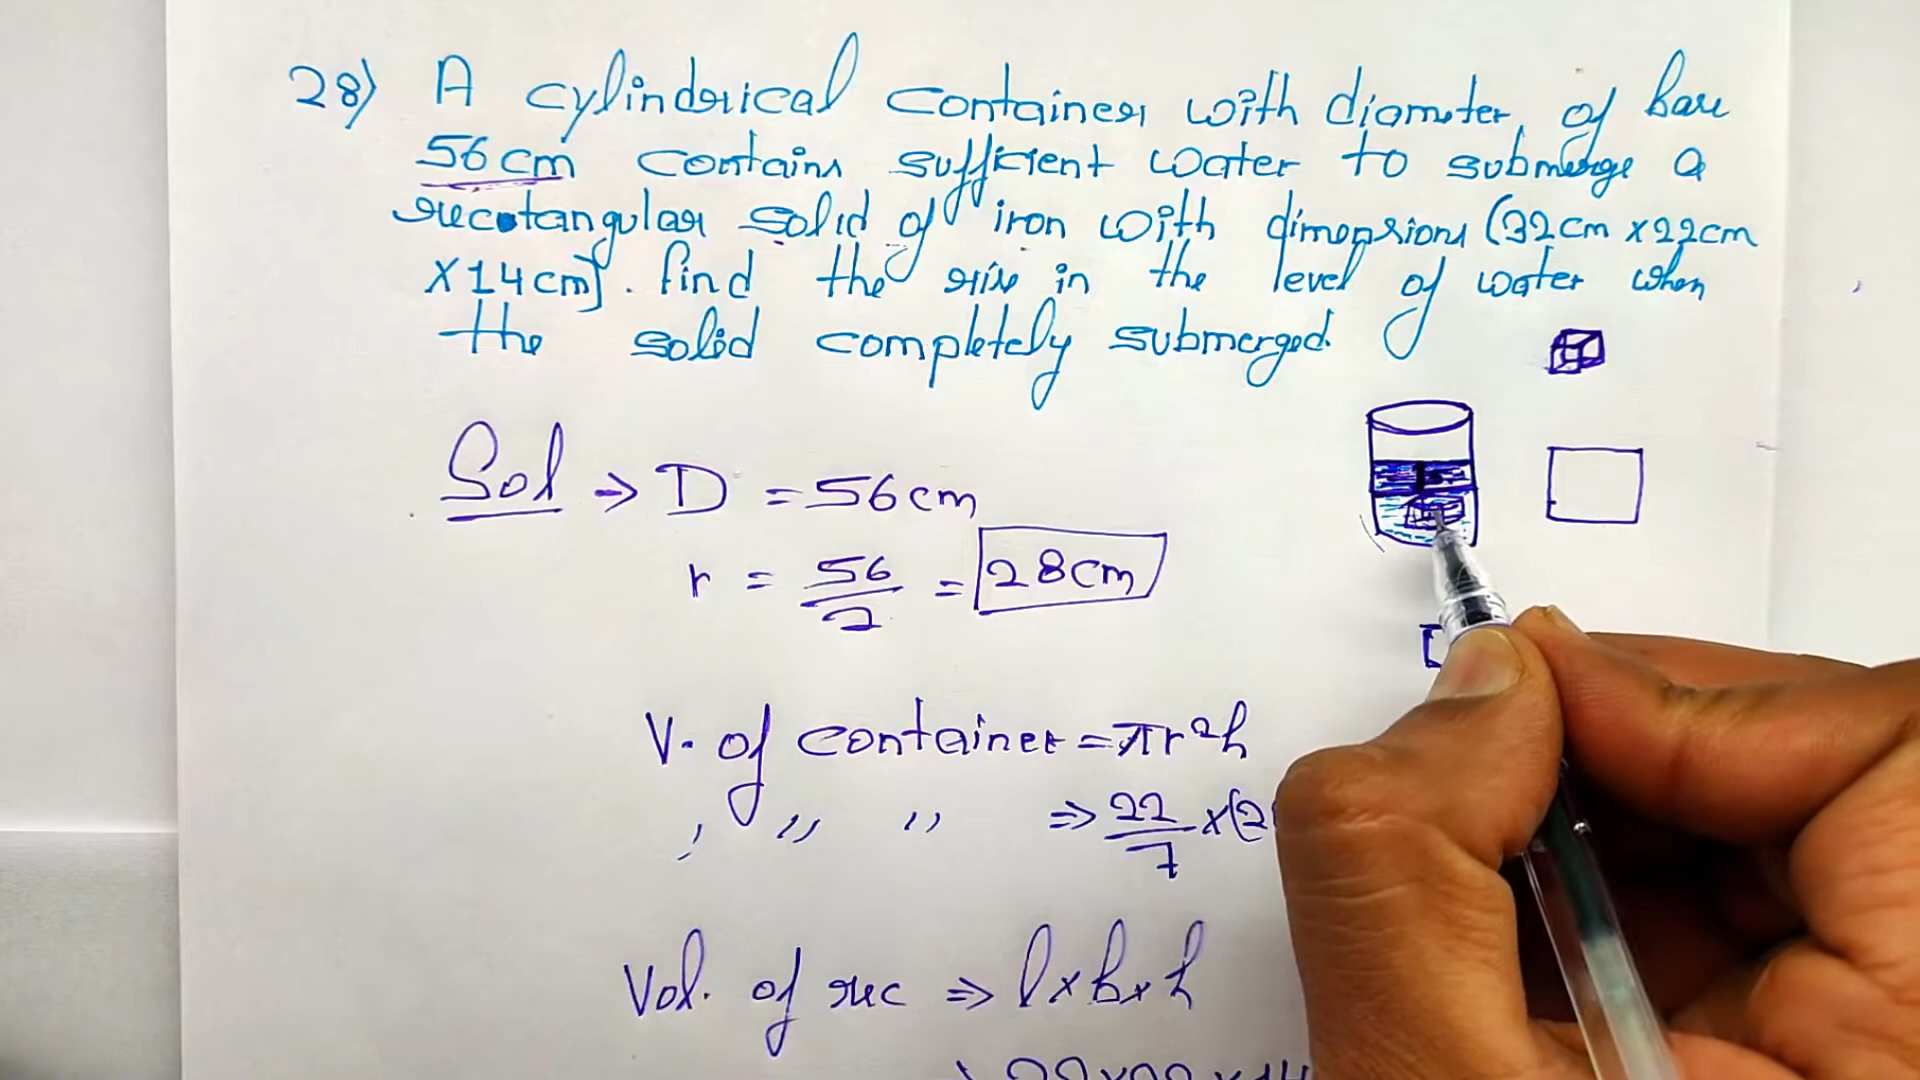 28) A cylindrical container with diameter of base
56cm contains sufficient water to submerge a
rectangular solid of iron with dimensions (32cm x 22cm
X 14cm). find the rise in the level of water when
the solid completely submerged.
Sol → D = 56cm
r = 56/2 = 28cm
V. of container = πr²h
,, ,, ,, ⇒ 22/7 x (2
Vol. of rec ⇒ l x b x h